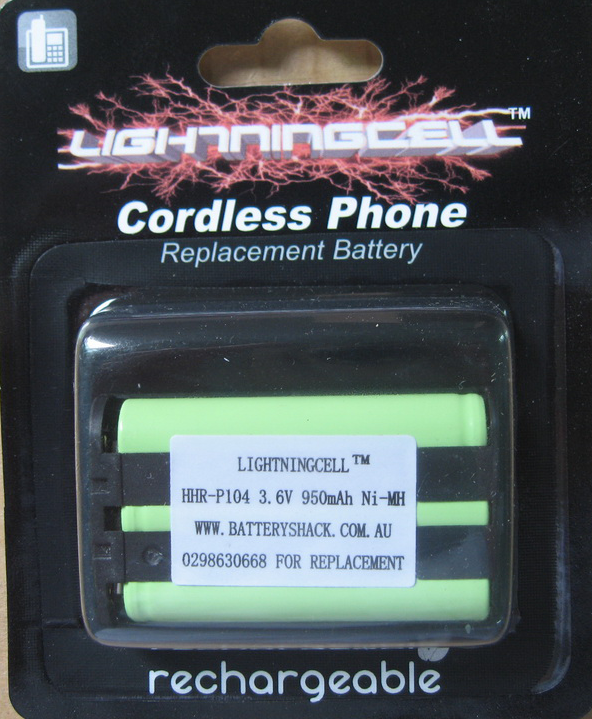 LIGHTNINGCELL™
Cordless Phone
Replacement Battery
LIGHTNINGCELL™
HHR-P104 3.6V 950mAh Ni-MH
WWW.BATTERYSHACK.COM.AU
0298630668 FOR REPLACEMENT
rechargeable